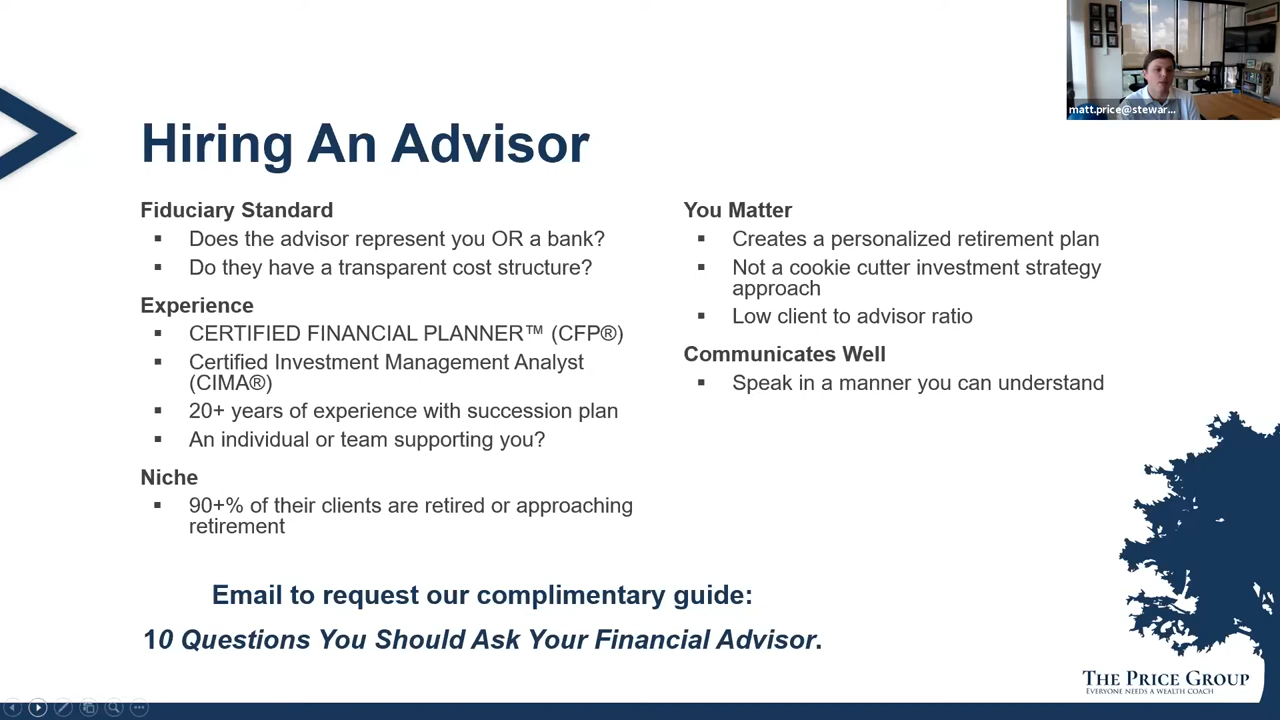 matt.price@stewar...
Hiring An Advisor
Fiduciary Standard
▪ Does the advisor represent you OR a bank?
▪ Do they have a transparent cost structure?
Experience
▪ CERTIFIED FINANCIAL PLANNER™ (CFP®)
▪ Certified Investment Management Analyst
(CIMA®)
▪ 20+ years of experience with succession plan
▪ An individual or team supporting you?
Niche
▪ 90+% of their clients are retired or approaching
retirement
You Matter
▪ Creates a personalized retirement plan
▪ Not a cookie cutter investment strategy
approach
▪ Low client to advisor ratio
Communicates Well
▪ Speak in a manner you can understand
Email to request our complimentary guide:
10 Questions You Should Ask Your Financial Advisor.
THE PRICE GROUP
EVERYONE NEEDS A WEALTH COACH